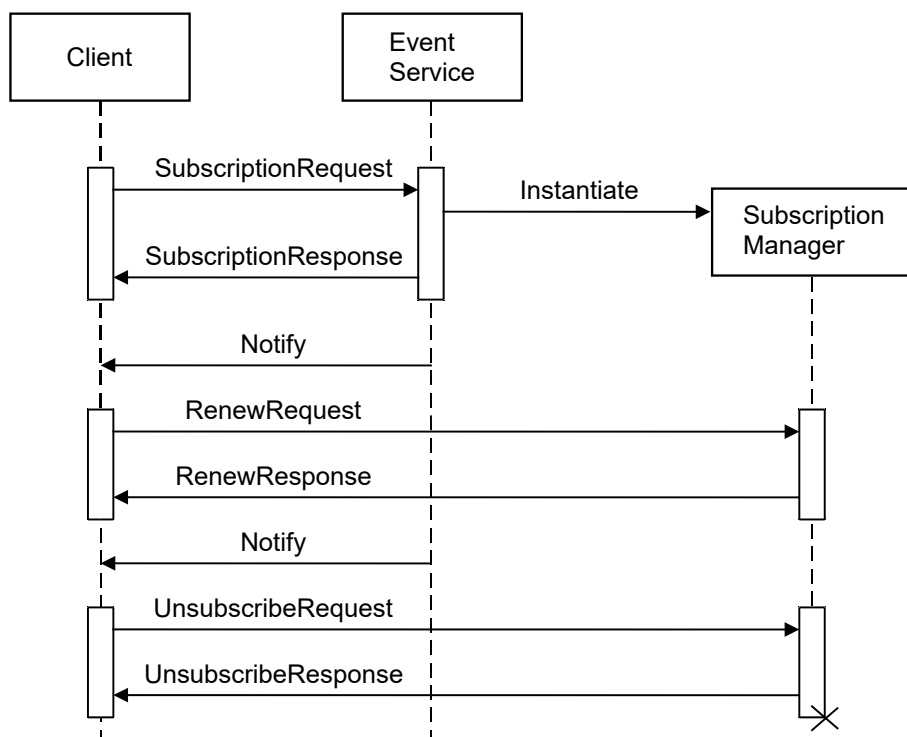 Client
Event
Service
SubscriptionRequest
Instantiate
Subscription
Manager
SubscriptionResponse
Notify
RenewRequest
RenewResponse
Notify
UnsubscribeRequest
UnsubscribeResponse